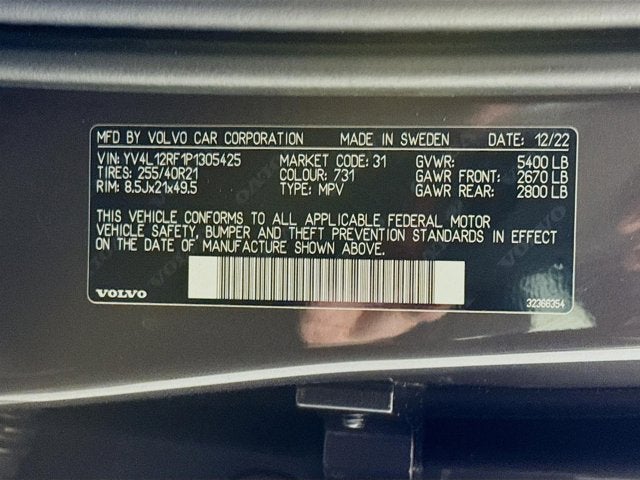 MFD BY VOLVO CAR CORPORATION MADE IN SWEDEN DATE: 12/22
VIN: YV4L12RF1P1305425 MARKET CODE: 31 GVWR: 5400 LB
TIRES: 255/40R21 COLOUR: 731 GAWR FRONT: 2670 LB
RIM: 8.5Jx21x49.5 TYPE: MPV GAWR REAR: 2800 LB
THIS VEHICLE CONFORMS TO ALL APPLICABLE FEDERAL MOTOR
VEHICLE SAFETY, BUMPER AND THEFT PREVENTION STANDARDS IN EFFECT
ON THE DATE OF MANUFACTURE SHOWN ABOVE.
VOLVO 32366354